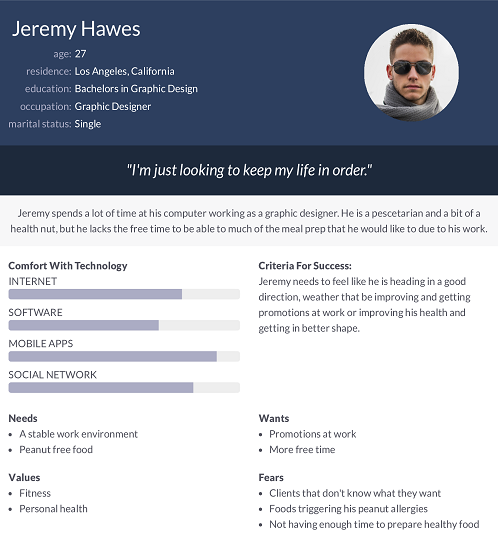 Jeremy Hawes
age: 27
residence: Los Angeles, California
education: Bachelors in Graphic Design
occupation: Graphic Designer
marital status: Single
"I'm just looking to keep my life in order."
Jeremy spends a lot of time at his computer working as a graphic designer. He is a pescetarian and a bit of a
health nut, but he lacks the free time to be able to much of the meal prep that he would like to due to his work.
Comfort With Technology
INTERNET
SOFTWARE
MOBILE APPS
SOCIAL NETWORK
Criteria For Success:
Jeremy needs to feel like he is heading in a good
direction, weather that be improving and getting
promotions at work or improving his health and
getting in better shape.
Needs
• A stable work environment
• Peanut free food
Wants
• Promotions at work
• More free time
Values
• Fitness
• Personal health
Fears
• Clients that don't know what they want
• Foods triggering his peanut allergies
• Not having enough time to prepare healthy food